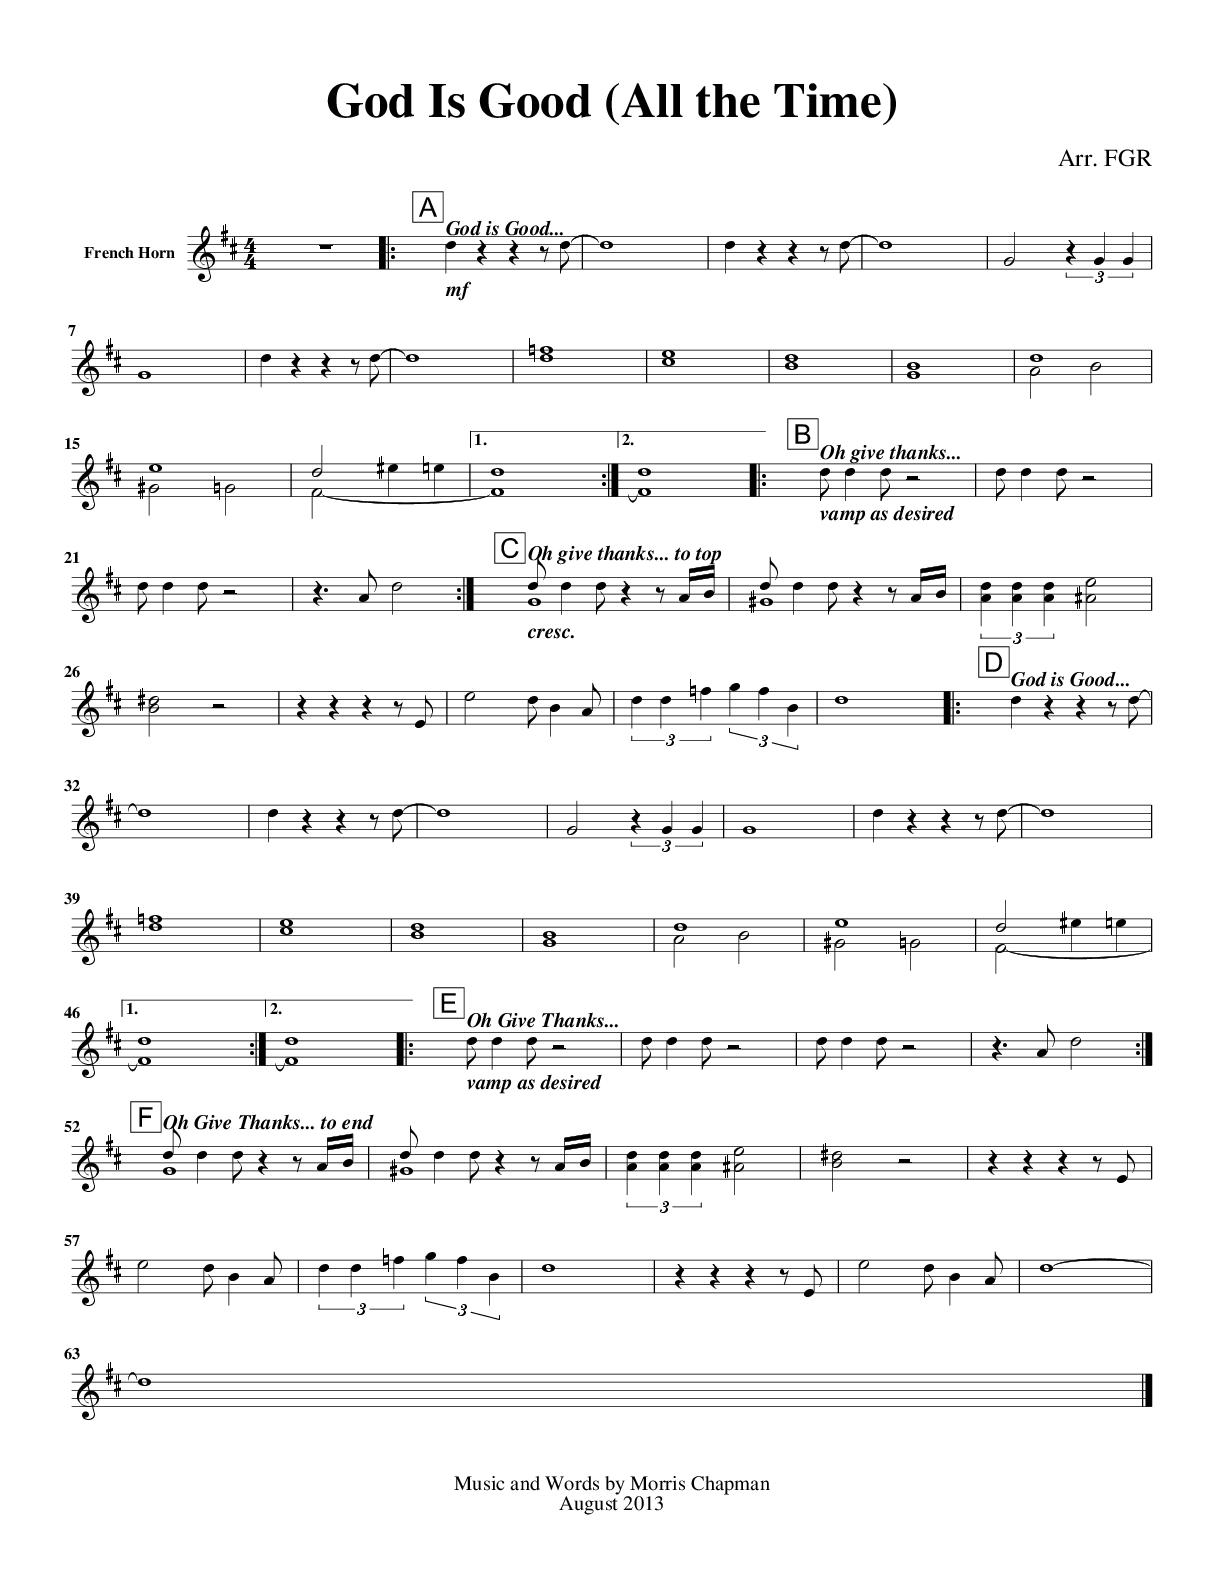 God Is Good (All the Time)
Arr. FGR
A
God is Good...
French Horn
4
4
mf
3
7
15
1.
2.
B
Oh give thanks...
vamp as desired
21
C
Oh give thanks... to top
cresc.
3
26
3
3
D
God is Good...
32
3
39
46
1.
2.
E
Oh Give Thanks...
vamp as desired
52
F
Oh Give Thanks... to end
3
57
3
3
63
Music and Words by Morris Chapman
August 2013